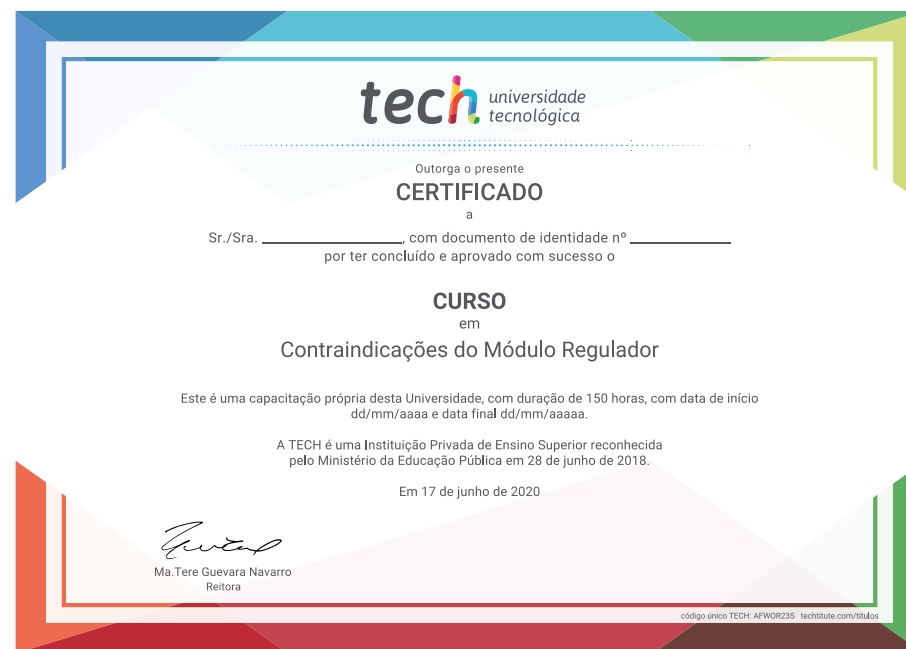 tech universidade
tecnológica
Outorga o presente
CERTIFICADO
a
Sr./Sra. ________________, com documento de identidade nº ____________
por ter concluído e aprovado com sucesso o
CURSO
em
Contraindicações do Módulo Regulador
Este é uma capacitação própria desta Universidade, com duração de 150 horas, com data de início
dd/mm/aaaa e data final dd/mm/aaaaa.
A TECH é uma Instituição Privada de Ensino Superior reconhecida
pelo Ministério da Educação Pública em 28 de junho de 2018.
Em 17 de junho de 2020
Ma.Tere Guevara Navarro
Reitora
código único TECH: AFWOR23S techtitute.com/titulos